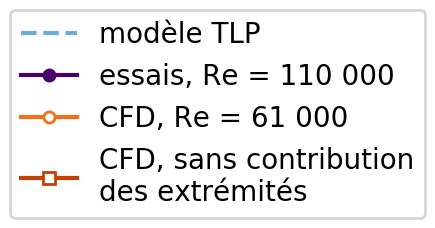 modèle TLP
essais, Re = 110 000
CFD, Re = 61 000
CFD, sans contribution
des extrémités